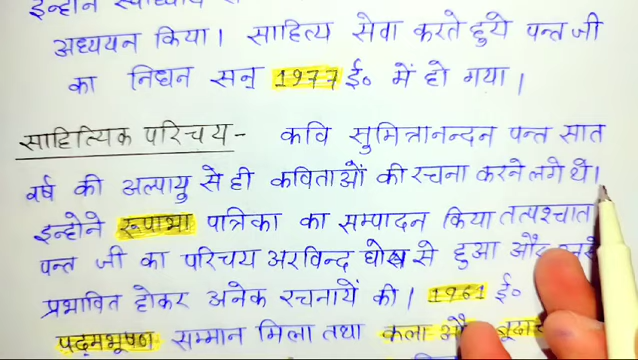 इन्होंने स्वाध्याय से
अध्ययन किया। साहित्य सेवा करते हुये पन्त जी
का निधन सन् 1977 ई० में हो गया।
साहित्यिक परिचय - कवि सुमित्रानन्दन पन्त सात
वर्ष की अल्पायु से ही कविताओं की रचना करने लगे थे।
इन्होने रूपाभा पात्रिका का सम्पादन किया तत्पश्चात
पन्त जी का परिचय अरविन्द घोस से हुआ और
प्रभावित होकर अनेक रचनायें की। 1961 ई०
पद्मभूषण सम्मान मिला तथा कला और